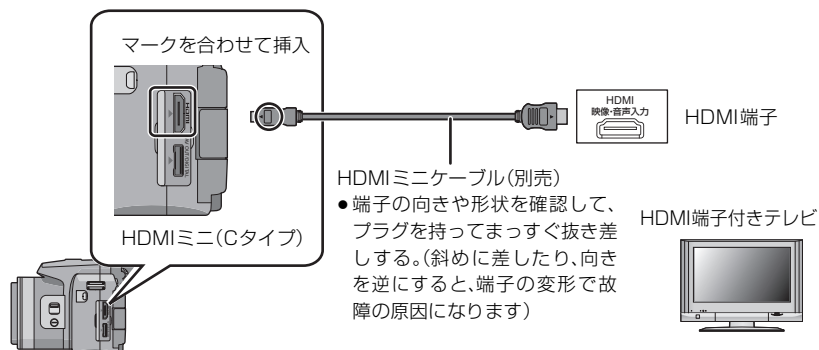 マークを合わせて挿入
HDMI
AV OUT/DIGITAL
HDMIミニ(Cタイプ)
HDMI
映像・音声入力
HDMI端子
HDMIミニケーブル(別売)
●端子の向きや形状を確認して、
プラグを持ってまっすぐ抜き差
しする。(斜めに差したり、向き
を逆にすると、端子の変形で故
障の原因になります)
HDMI端子付きテレビ